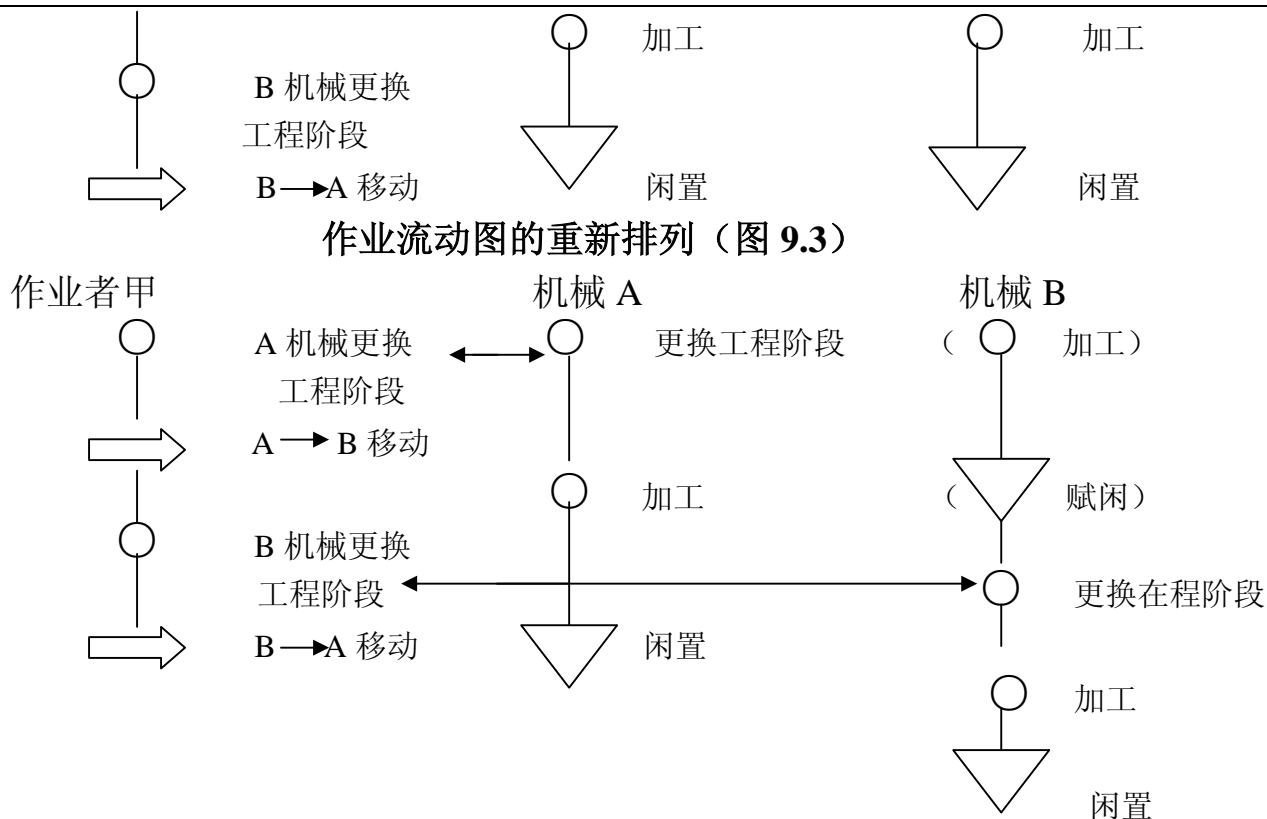 加工 加工
B 机械更换
工程阶段
B A 移动 闲置 闲置
作业流动图的重新排列（图 9.3）
作业者甲 机械 A 机械 B
A 机械更换 更换工程阶段 （ 加工）
工程阶段
A B 移动
加工 （ 赋闲）
B 机械更换
工程阶段 更换在程阶段
B A 移动 闲置
加工
闲置